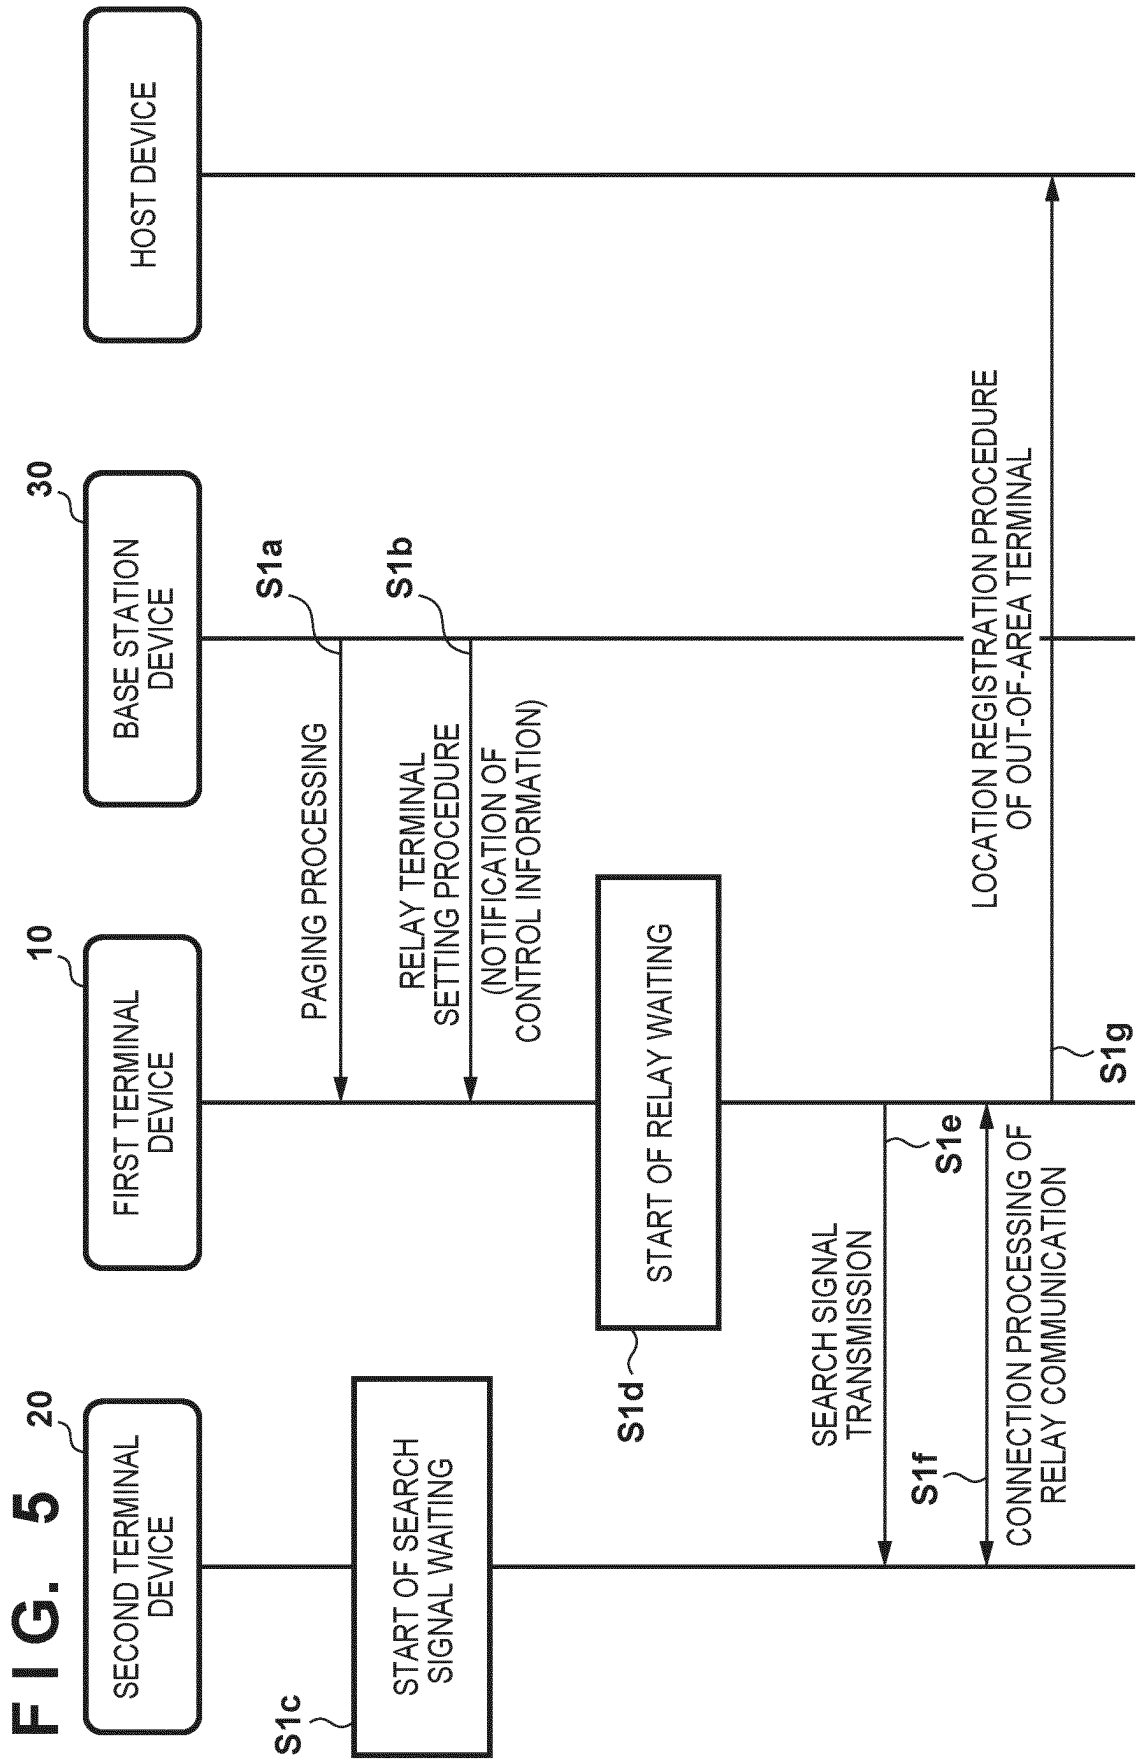 FIG. 5
20
SECOND TERMINAL
DEVICE
10
FIRST TERMINAL
DEVICE
30
BASE STATION
DEVICE
HOST DEVICE
S1a
PAGING PROCESSING
S1b
RELAY TERMINAL
SETTING PROCEDURE
(NOTIFICATION OF
CONTROL INFORMATION)
S1c
START OF SEARCH
SIGNAL WAITING
S1d
START OF RELAY WAITING
SEARCH SIGNAL
TRANSMISSION
S1e
S1f
CONNECTION PROCESSING OF
RELAY COMMUNICATION
LOCATION REGISTRATION PROCEDURE
OF OUT-OF-AREA TERMINAL
S1g